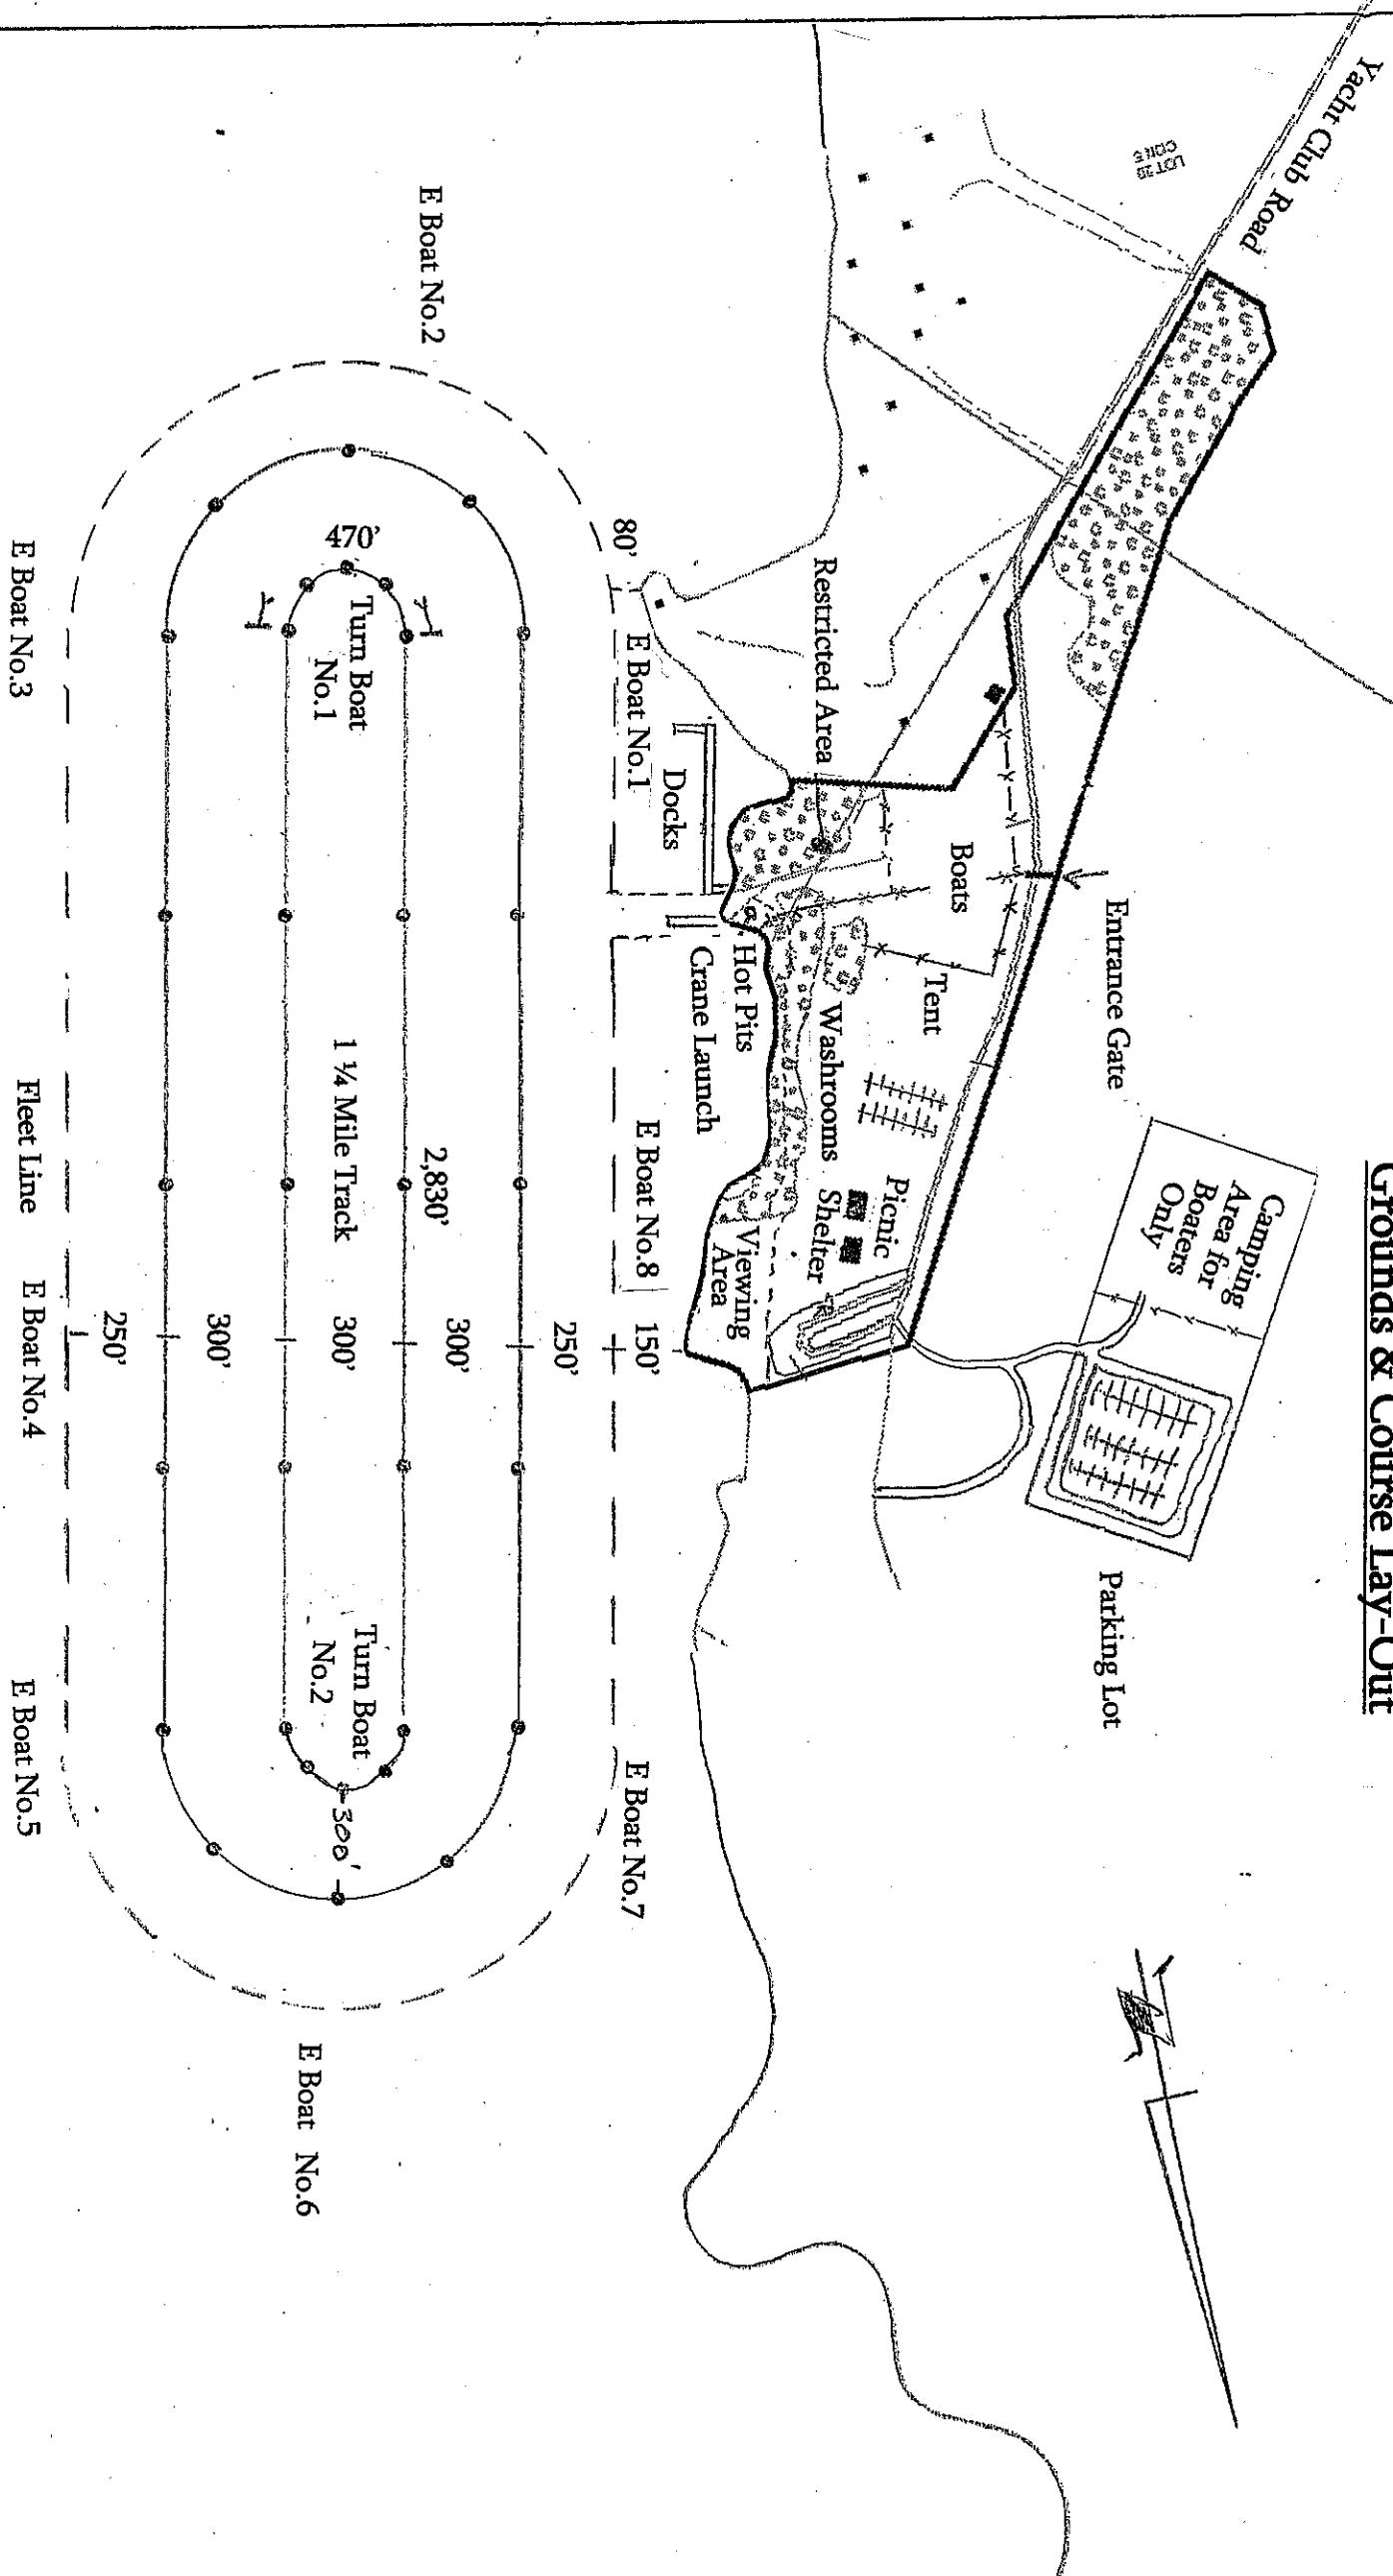 Grounds & Course Lay-Out
Yacht Club Road
LOT 39
CON 5
Entrance Gate
Camping
Area for
Boaters
Only
Parking Lot
Restricted Area
Boats
Tent
Washrooms
Picnic
Shelter
Docks
Hot Pits
Crane Launch
Viewing
Area
80'
E Boat No.1
E Boat No.8
150'
E Boat No.7
250'
E Boat No.2
2,830'
300'
470'
Turn Boat
No.1
1 ¼ Mile Track
300'
Turn Boat
No.2
300'
E Boat No.6
300'
250'
E Boat No.3
Fleet Line
E Boat No.4
E Boat No.5